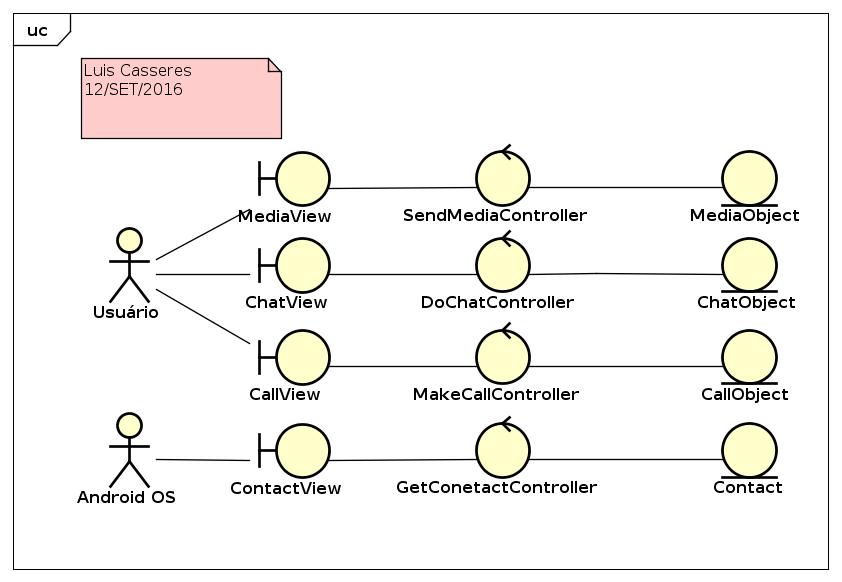 uc
Luis Casseres
12/SET/2016
MediaView
SendMediaController
MediaObject
Usuário
ChatView
DoChatController
ChatObject
CallView
MakeCallController
CallObject
Android OS
ContactView
GetConetactController
Contact